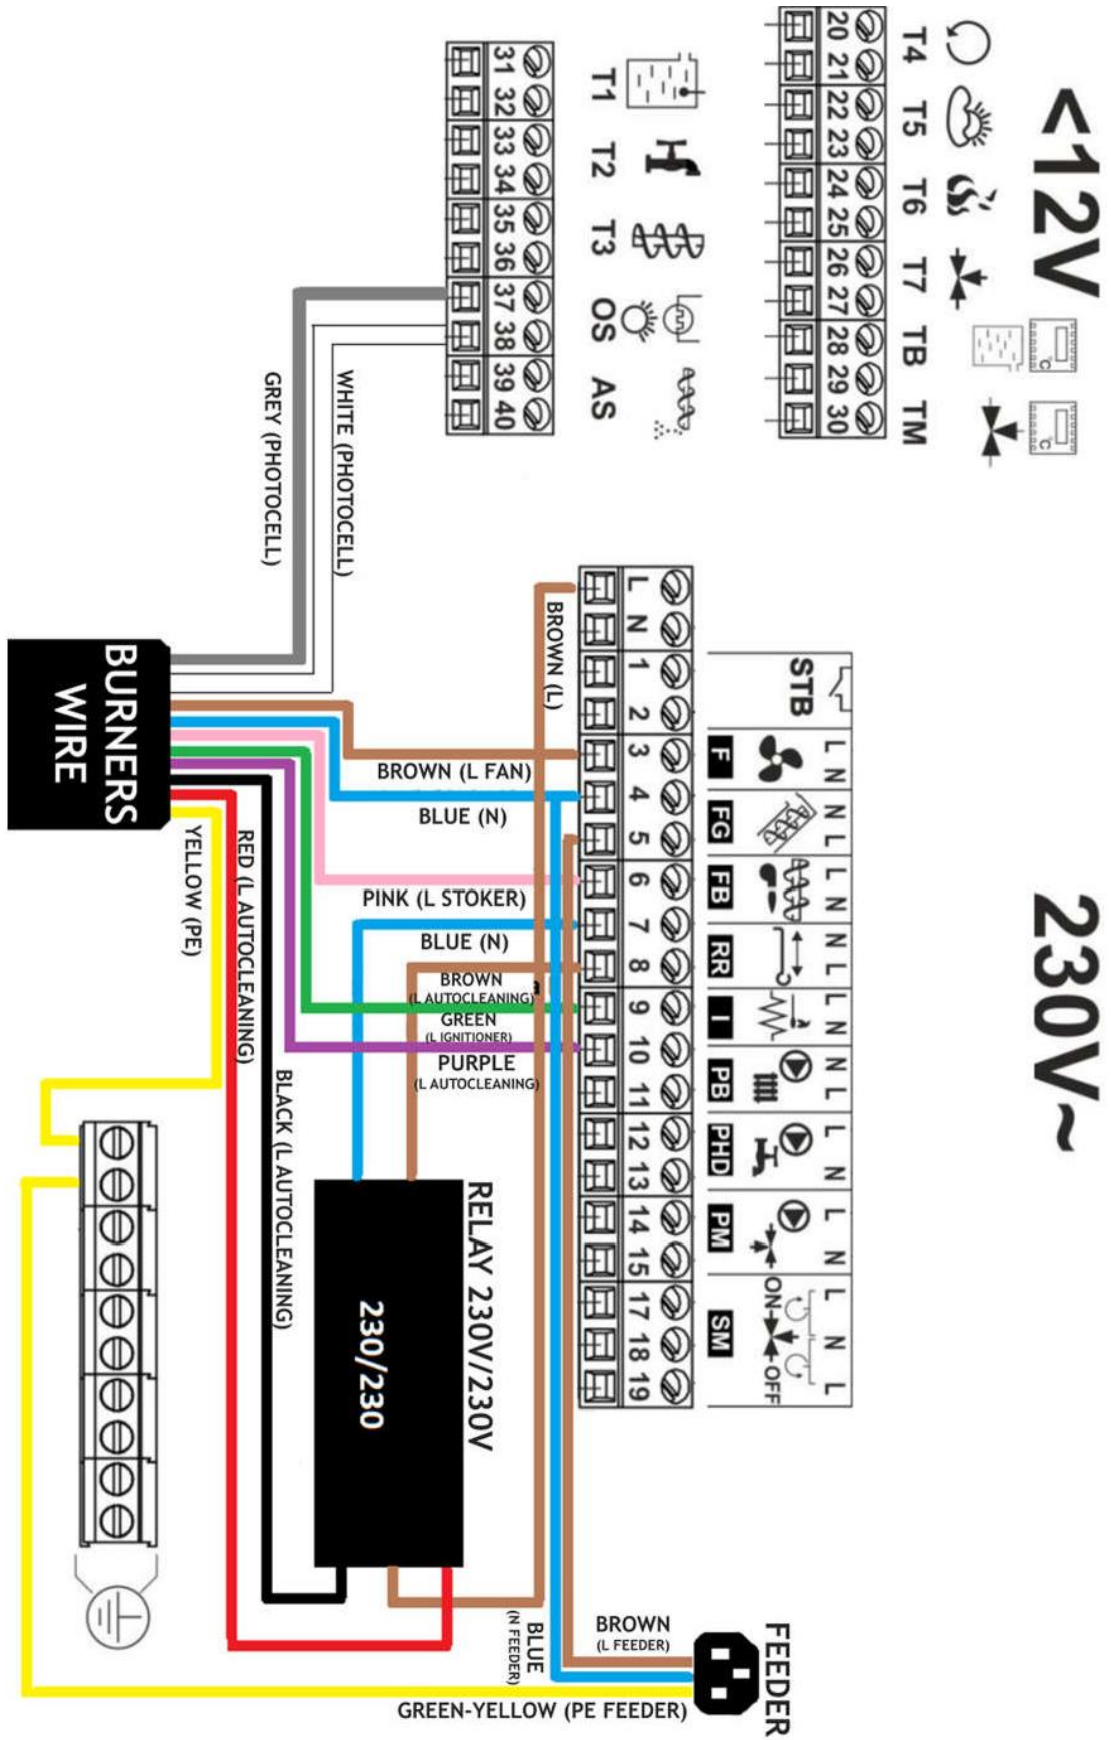 <12V
T4 T5 T6 T7 TB TM
°C
°C
20 21 22 23 24 25 26 27 28 29 30
T1 T2 T3 OS AS
31 32 33 34 35 36 37 38 39 40
WHITE (PHOTOCELL)
GREY (PHOTOCELL)
230V~
L N N L L N N L L N N L L N L N L N L
STB
ON
OFF
F FG FB RR I PB PHD PM SM
L N 1 2 3 4 5 6 7 8 9 10 11 12 13 14 15 17 18 19
BROWN (L)
BURNERS
WIRE
BROWN (L FAN)
BLUE (N)
PINK (L STOKER)
BLUE (N)
BROWN
(L AUTOCLEANING)
GREEN
(L IGNITIONER)
PURPLE
(L AUTOCLEANING)
YELLOW (PE)
RED (L AUTOCLEANING)
BLACK (L AUTOCLEANING)
RELAY 230V/230V
230/230
BLUE
(N FEEDER)
BROWN
(L FEEDER)
FEEDER
GREEN-YELLOW (PE FEEDER)